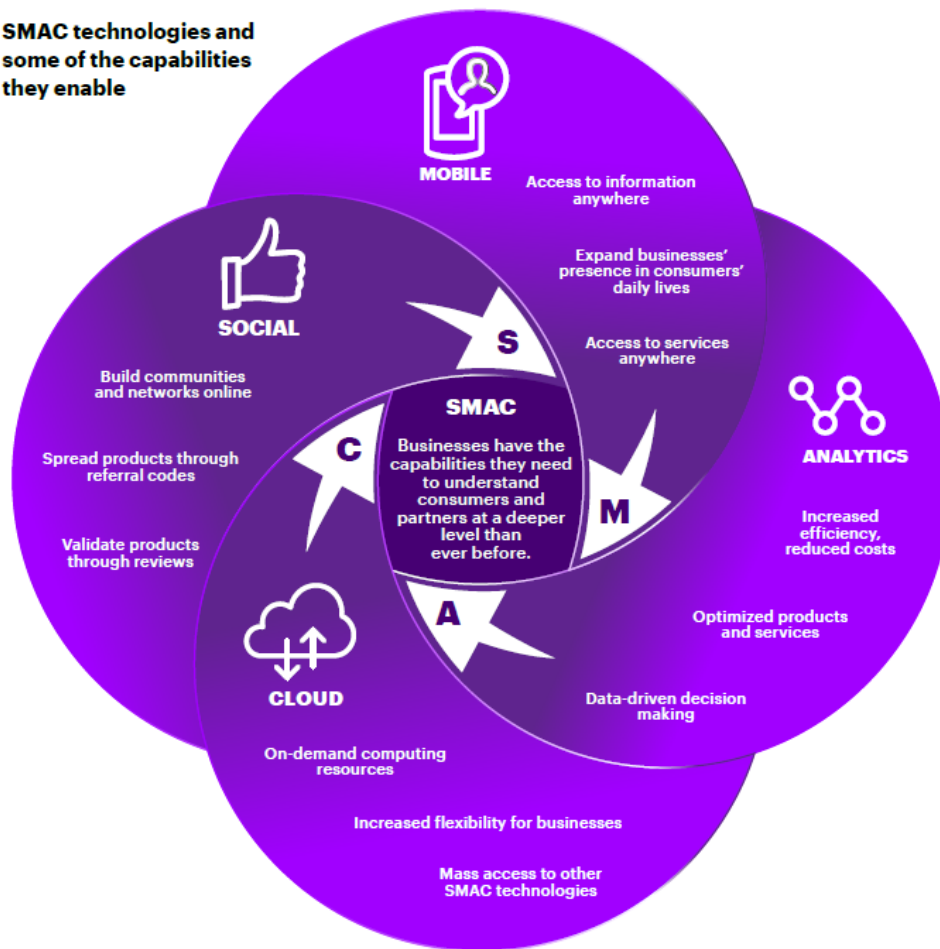 SMAC technologies and
some of the capabilities
they enable
MOBILE
Access to information
anywhere
Expand businesses’
presence in consumers’
daily lives
Access to services
anywhere
SOCIAL
Build communities
and networks online
Spread products through
referral codes
Validate products
through reviews
S
M
A
C
SMAC
Businesses have the
capabilities they need
to understand
consumers and
partners at a deeper
level than
ever before.
ANALYTICS
Increased
efficiency,
reduced costs
Optimized products
and services
Data-driven decision
making
CLOUD
On-demand computing
resources
Increased flexibility for businesses
Mass access to other
SMAC technologies